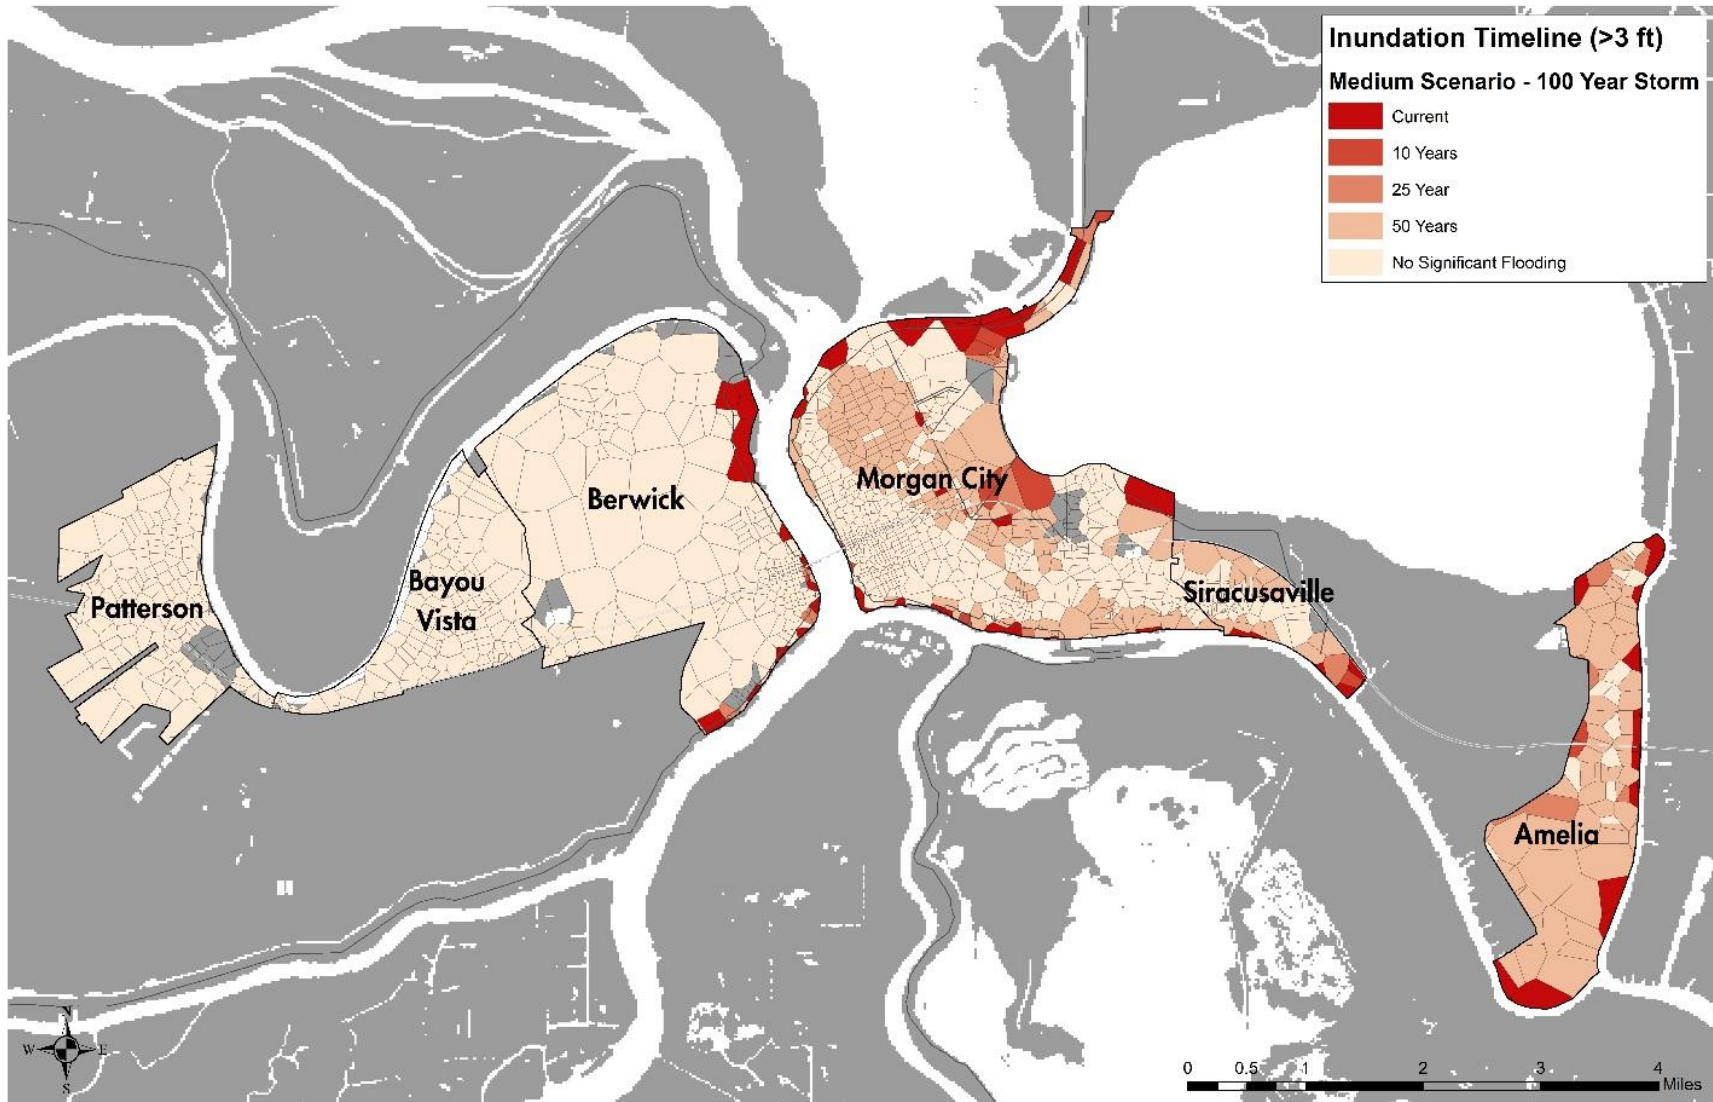 Inundation Timeline (>3 ft)
Medium Scenario - 100 Year Storm
Current
10 Years
25 Year
50 Years
No Significant Flooding
Morgan City
Berwick
Bayou
Vista
Patterson
Siracusaville
Amelia
N
W E
S
0 0.5 1 2 3 4
Miles